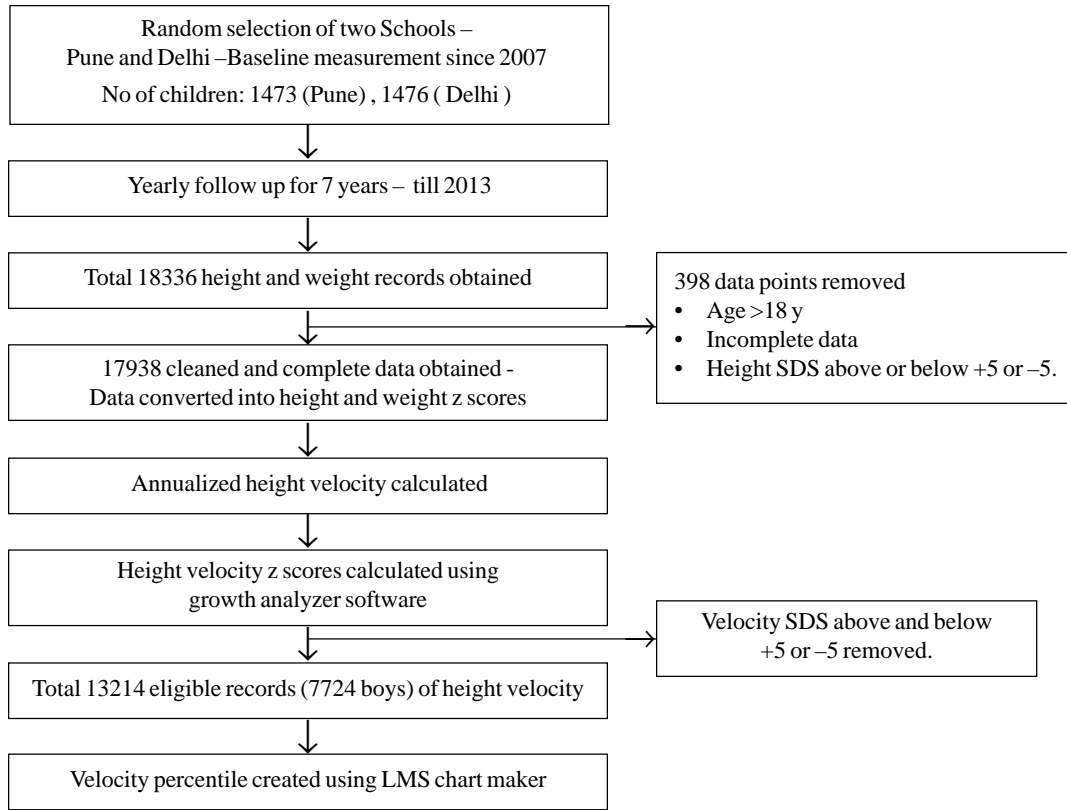 Random selection of two Schools –
Pune and Delhi –Baseline measurement since 2007
No of children: 1473 (Pune) , 1476 ( Delhi )
Yearly follow up for 7 years – till 2013
Total 18336 height and weight records obtained
398 data points removed
• Age >18 y
• Incomplete data
• Height SDS above or below +5 or –5.
17938 cleaned and complete data obtained -
Data converted into height and weight z scores
Annualized height velocity calculated
Height velocity z scores calculated using
growth analyzer software
Velocity SDS above and below
+5 or –5 removed.
Total 13214 eligible records (7724 boys) of height velocity
Velocity percentile created using LMS chart maker